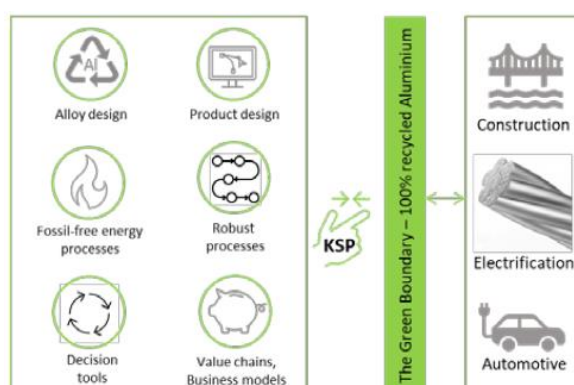 Al
Alloy design
Product design
Fossil-free energy
processes
Robust
processes
Decision
tools
Value chains,
Business models
KSP
The Green Boundary – 100% recycled Aluminium
Construction
Electrification
Automotive